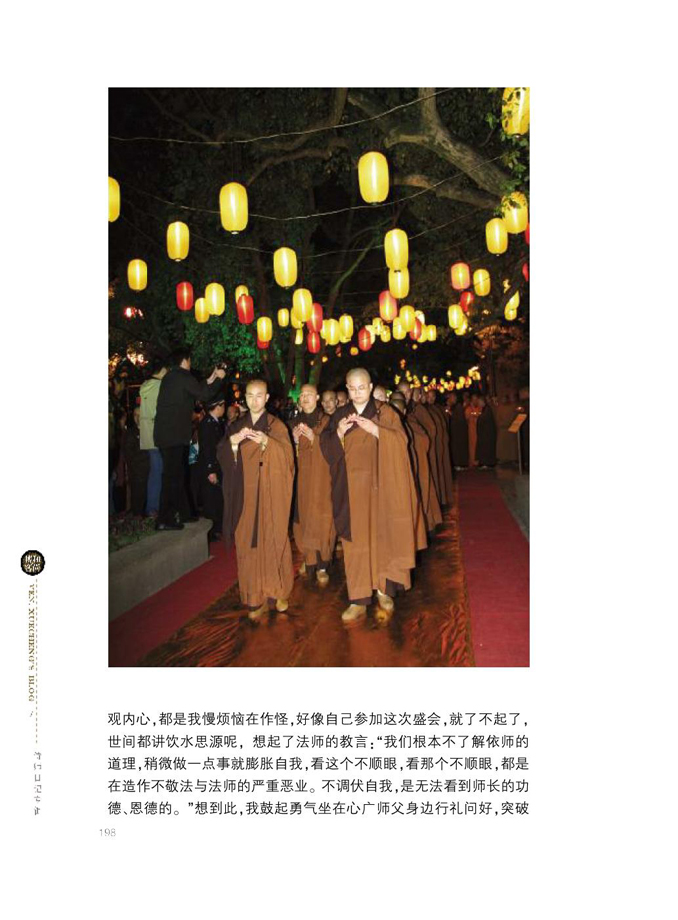 VEN. XUECHENG'S BLOG
观内心，都是我慢烦恼在作怪，好像自己参加这次盛会，就了不起了，
世间都讲饮水思源呢，想起了法师的教言：“我们根本不了解依师的
道理，稍微做一点事就膨胀自我，看这个不顺眼，看那个不顺眼，都是
在造作不敬法与法师的严重恶业。不调伏自我，是无法看到师长的功
德、恩德的。”想到此，我鼓起勇气坐在心广师父身边行礼问好，突破
198